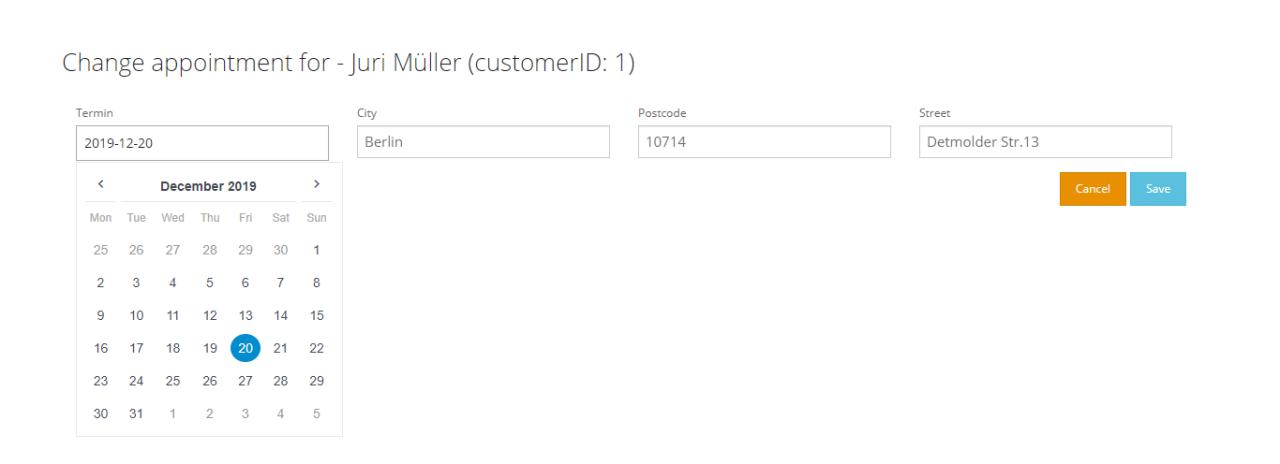 Change appointment for - Juri Müller (customerID: 1)
Termin City Postcode Street
2019-12-20 Berlin 10714 Detmolder Str.13
‹ December 2019 › Cancel Save
Mon Tue Wed Thu Fri Sat Sun
25 26 27 28 29 30 1
2 3 4 5 6 7 8
9 10 11 12 13 14 15
16 17 18 19 20 21 22
23 24 25 26 27 28 29
30 31 1 2 3 4 5